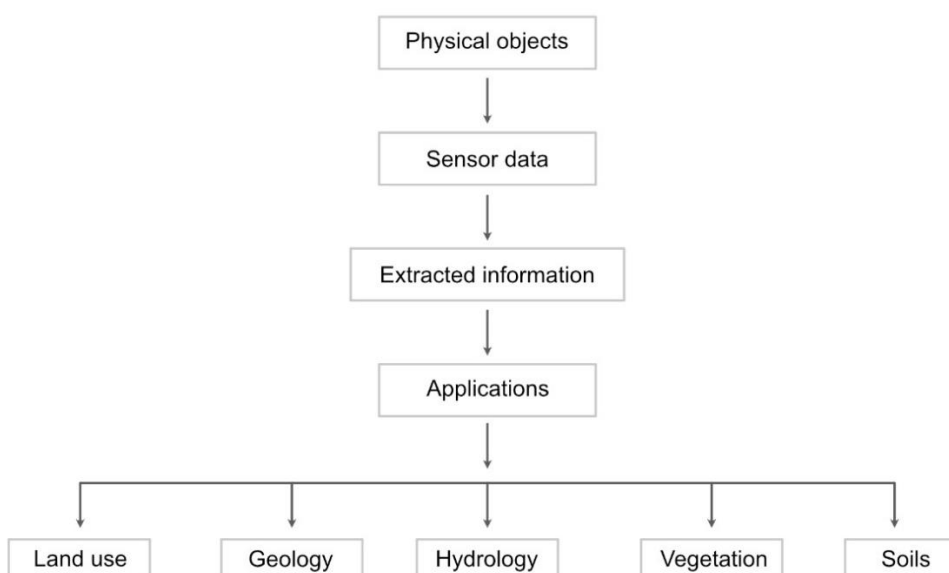 Physical objects
Sensor data
Extracted information
Applications
Land use
Geology
Hydrology
Vegetation
Soils